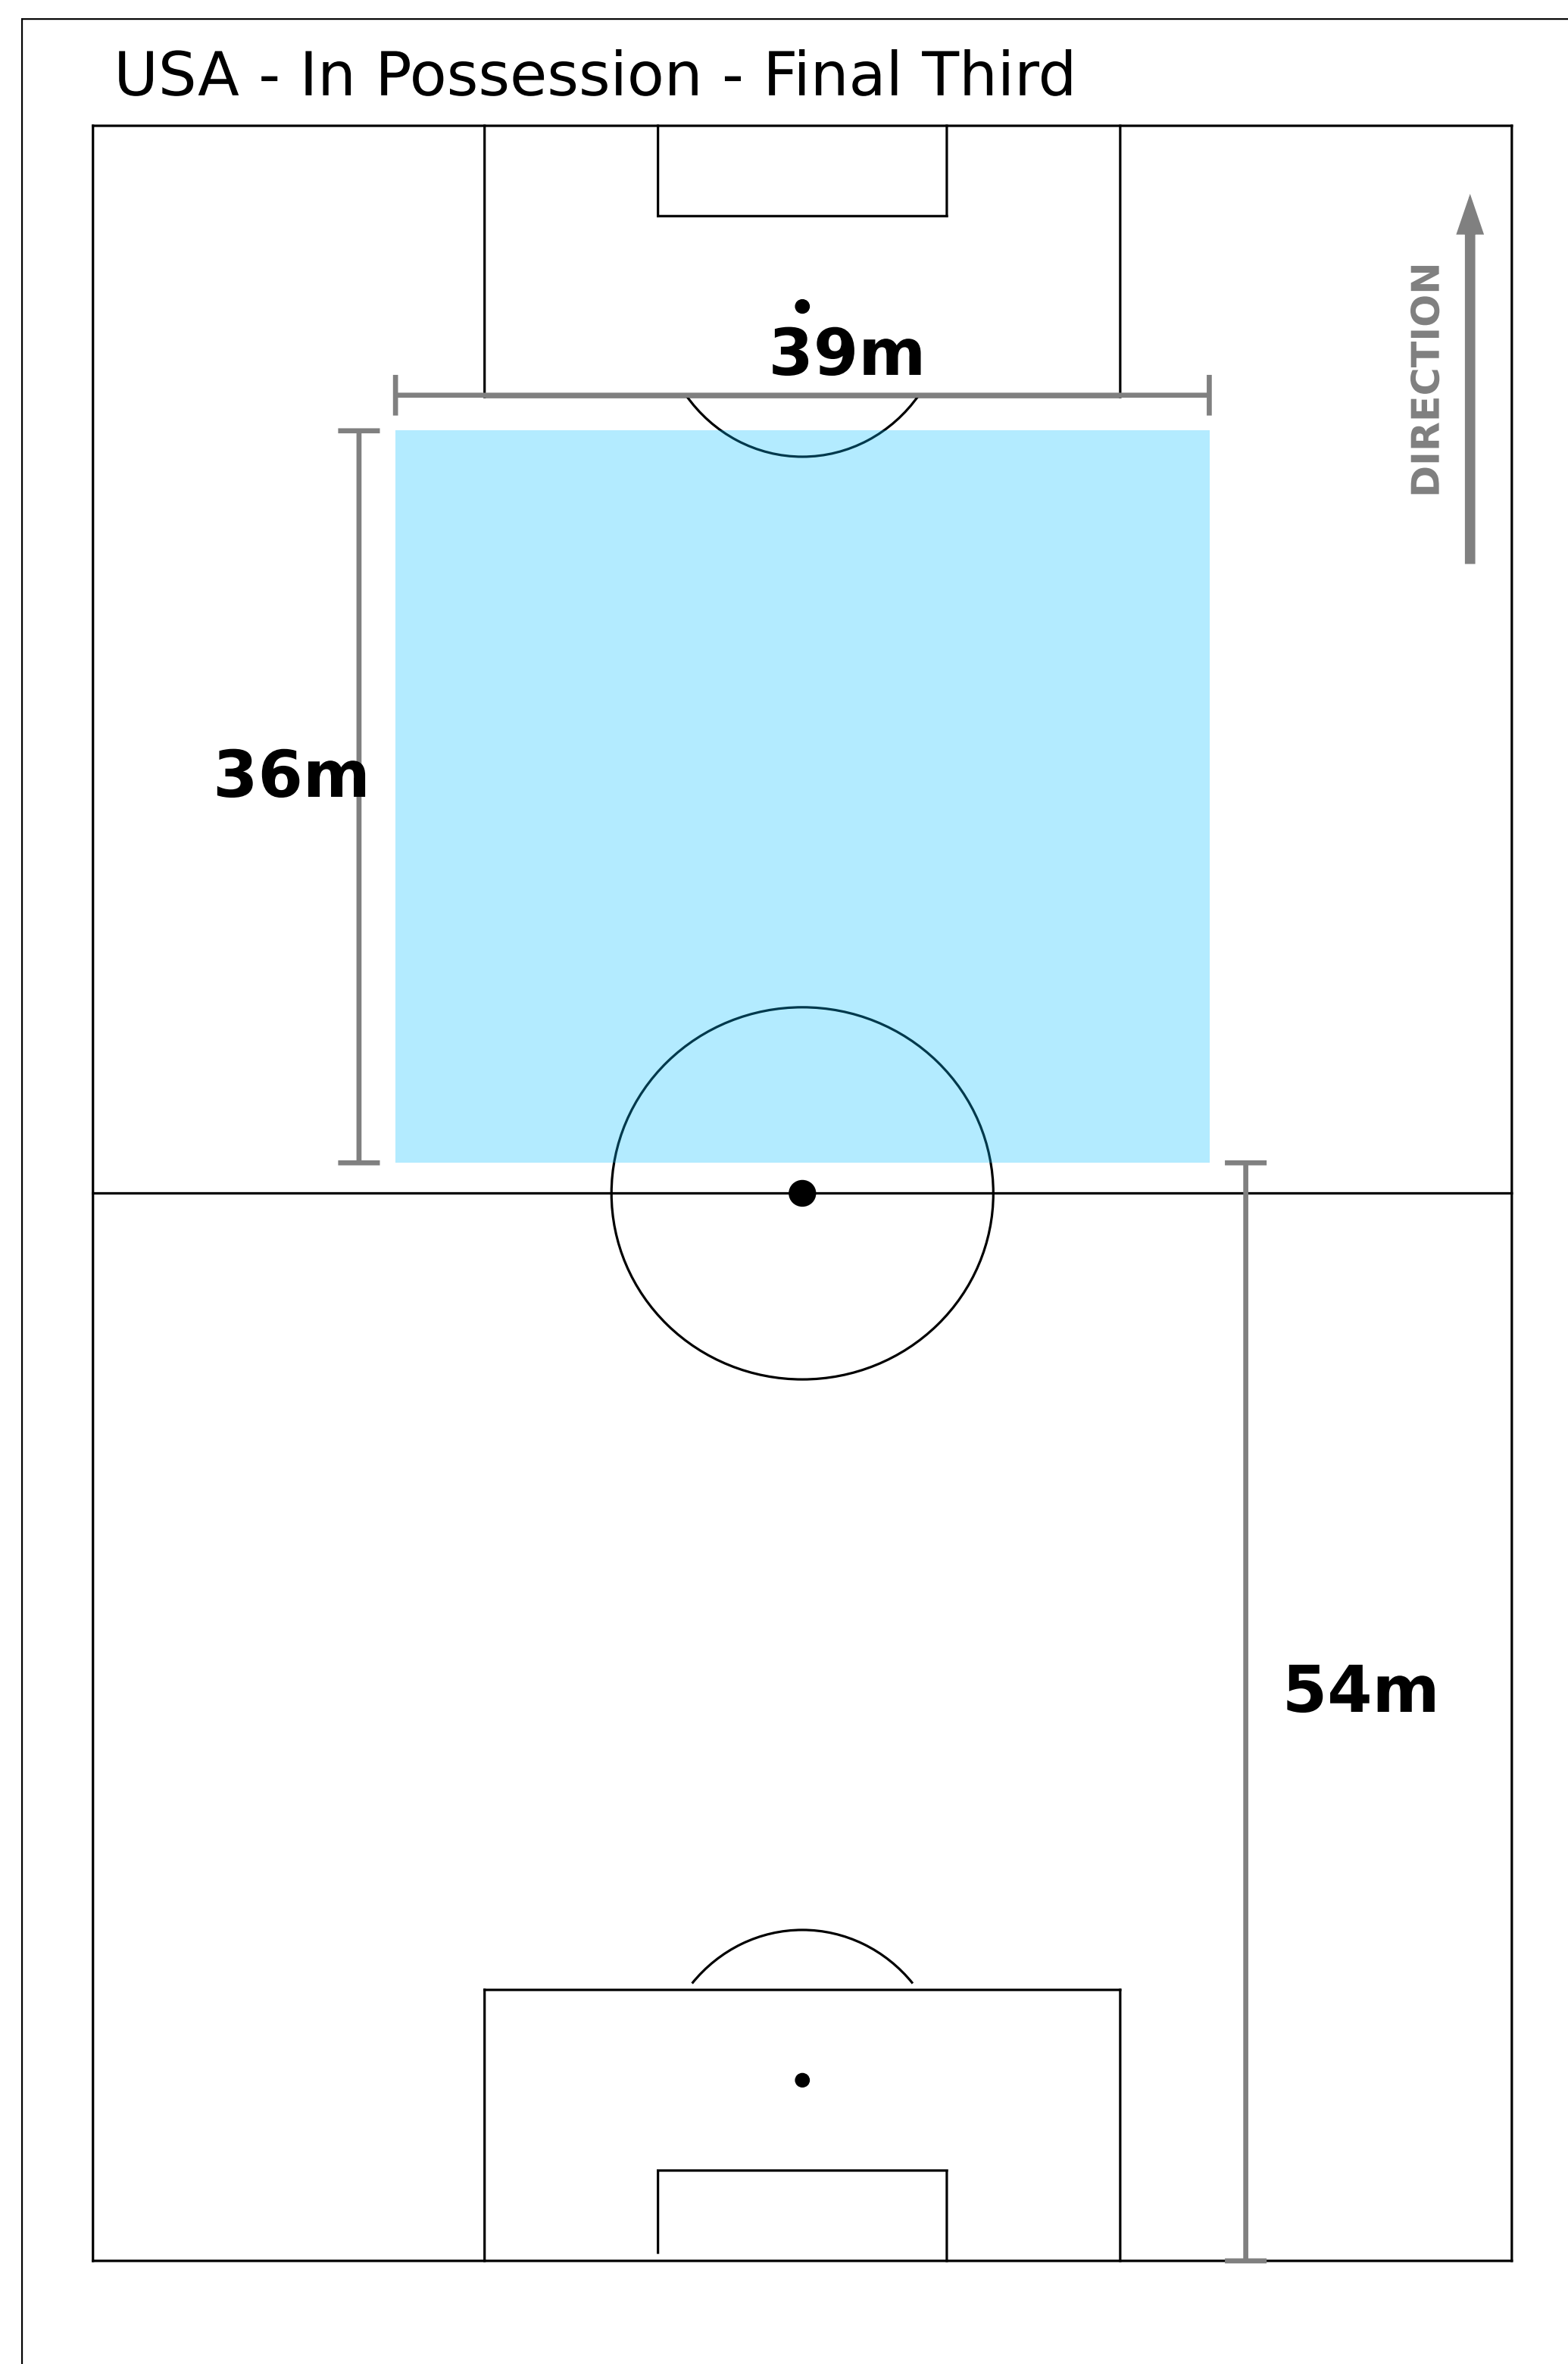 USA - In Possession - Final Third
DIRECTION
39m
36m
54m